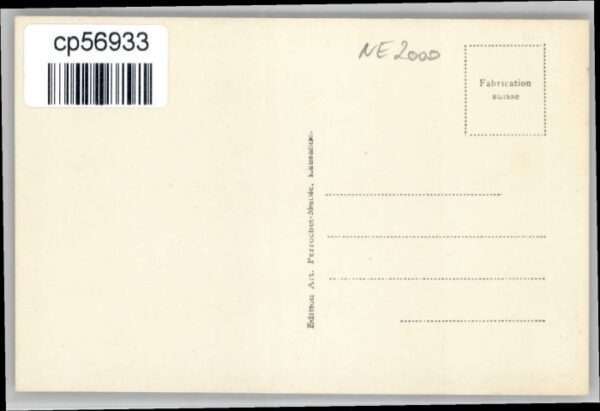 cp56933
NE 2000
Fabrication
suisse
Edition Art. Perrochet-Matile, Lausanne.